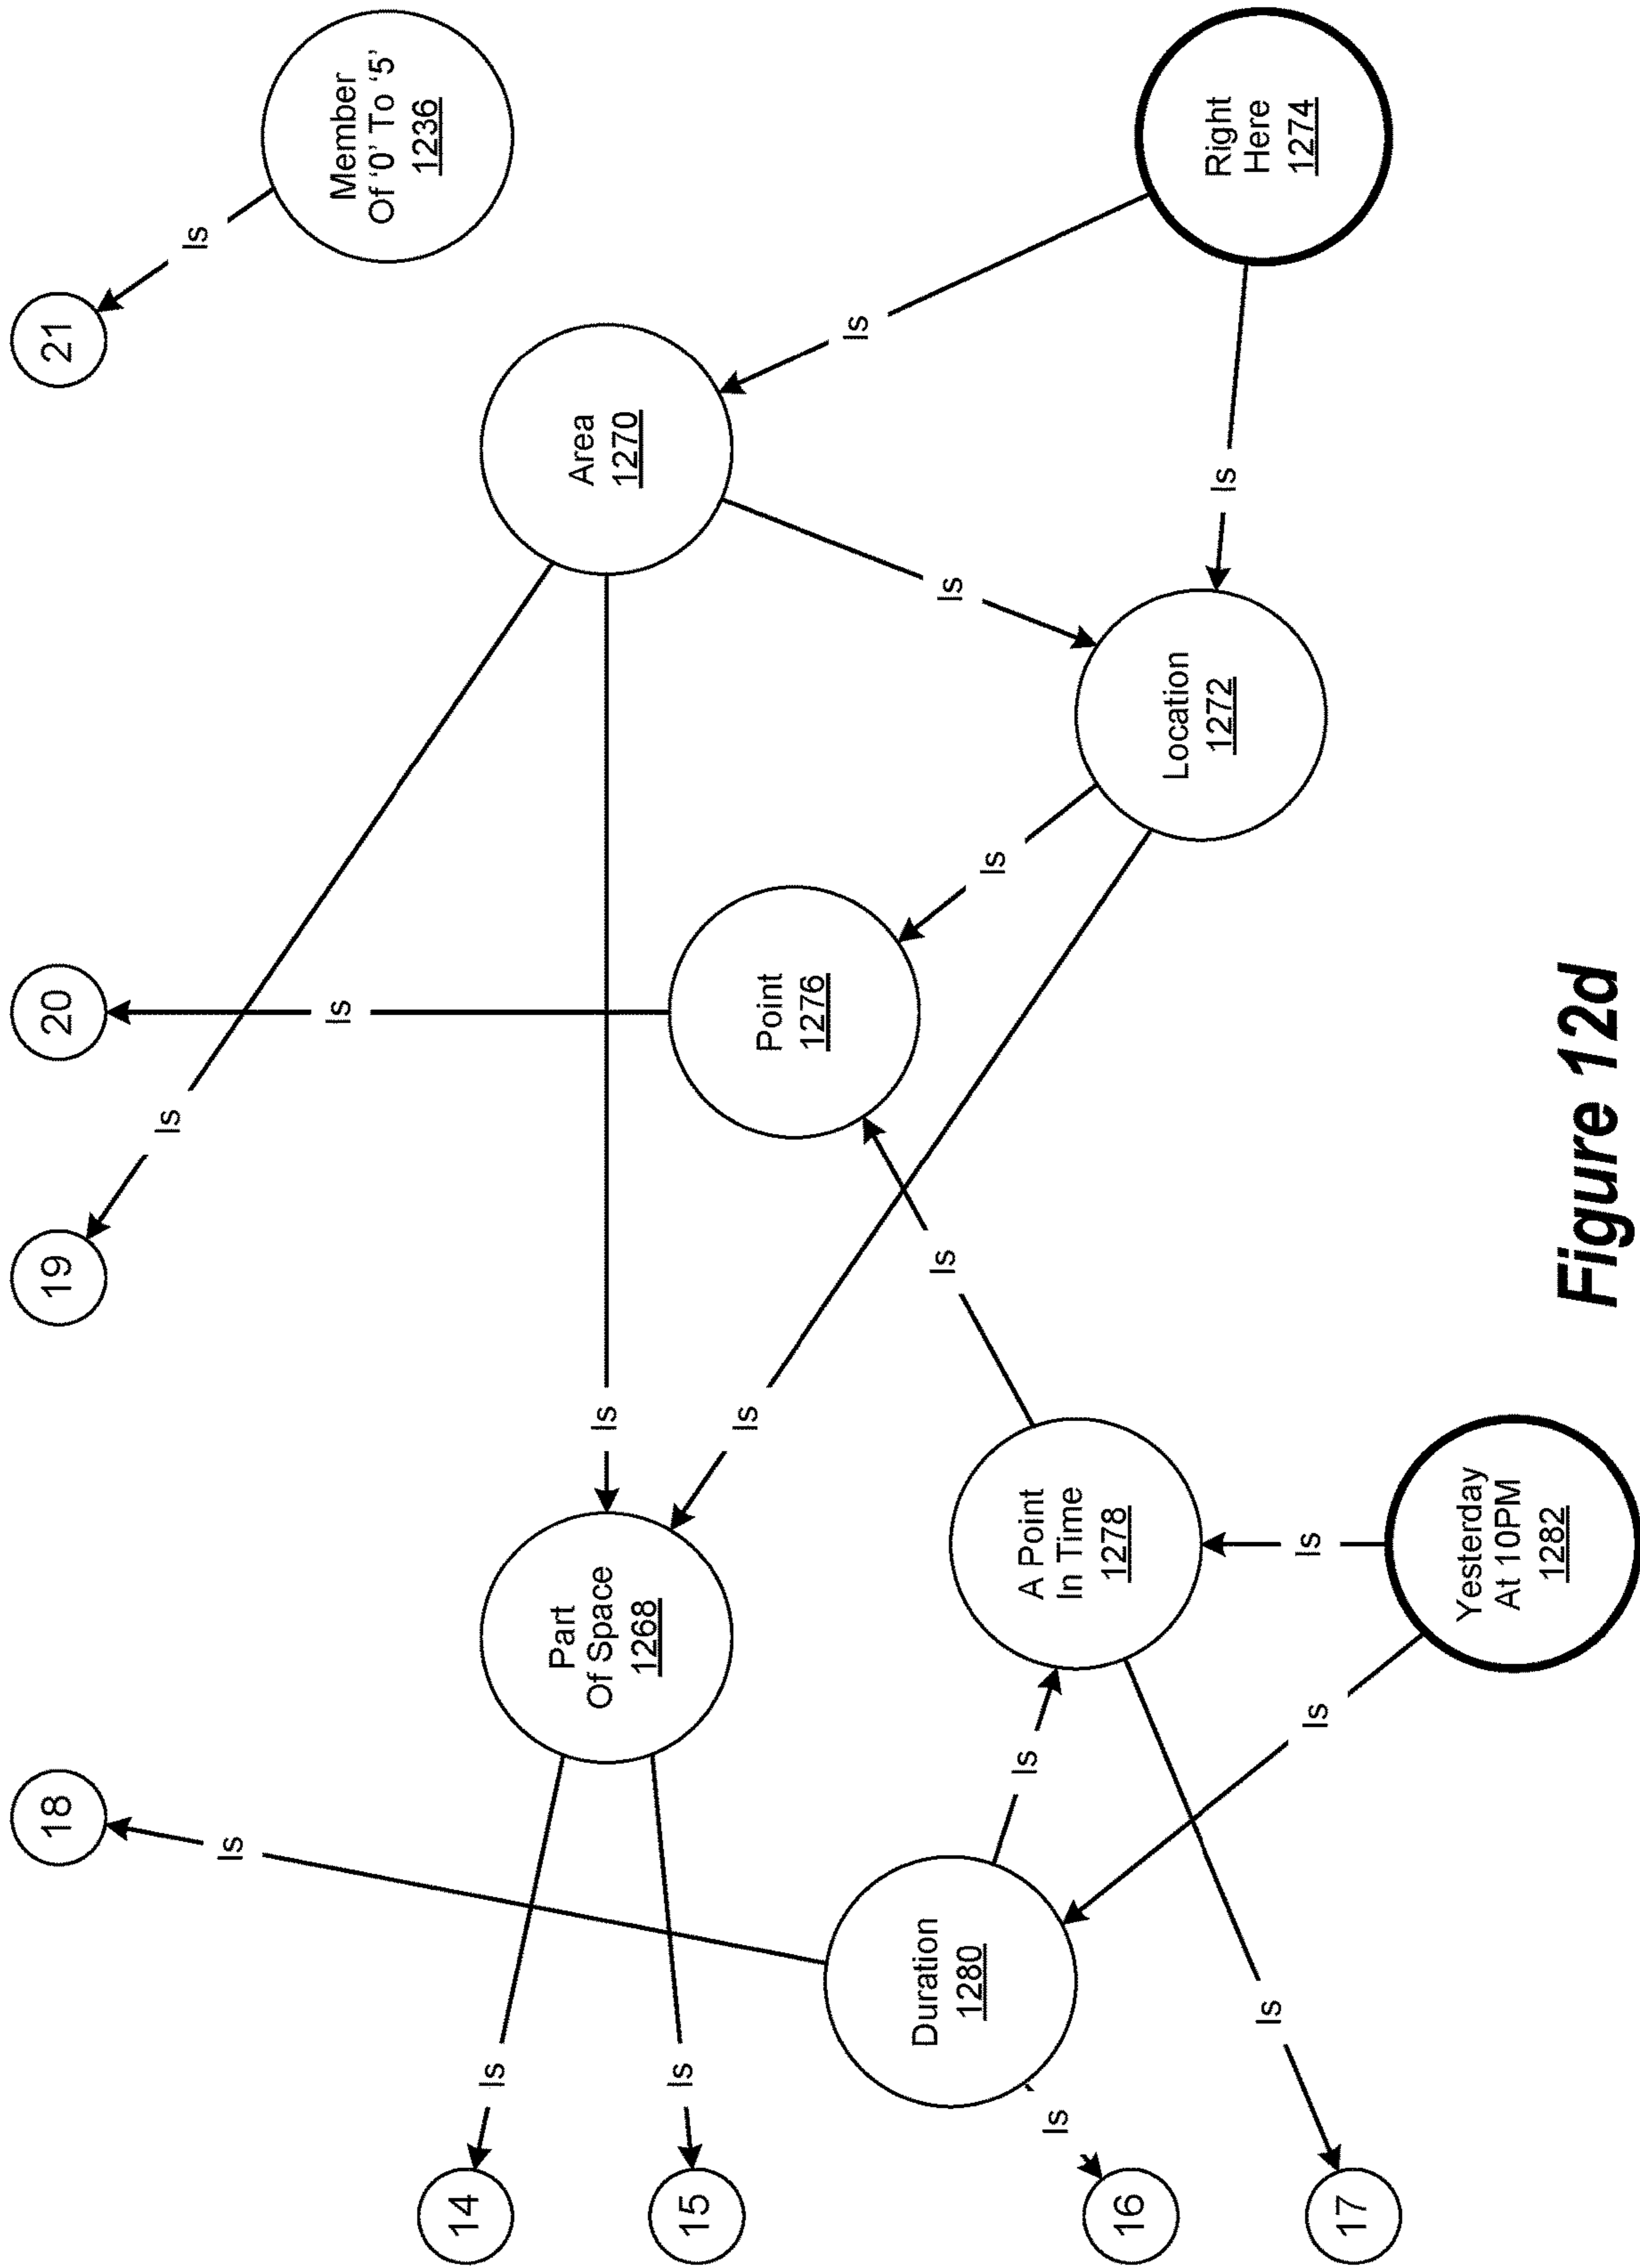 18
19
20
21
Is
Is
Is
Is
Member
Of '0' To '5'
1236
14
Is
Part
Of Space
1268
Is
Area
1270
15
Is
Is
Is
Point
1276
Is
Is
Duration
1280
Is
Is
Is
Is
16
A Point
In Time
1278
Location
1272
Is
Right
Here
1274
17
Is
Is
Is
Yesterday
At 10PM
1282
Figure 12d